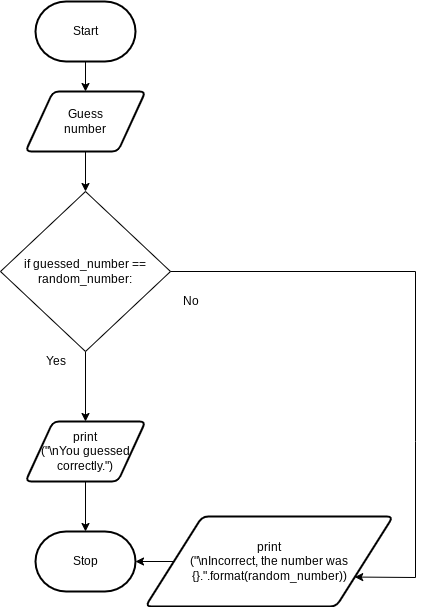 Start
Guess
number
if guessed_number ==
random_number:
No
Yes
print
("\nYou guessed
correctly.")
print
("\nIncorrect, the number was
{}.".format(random_number))
Stop